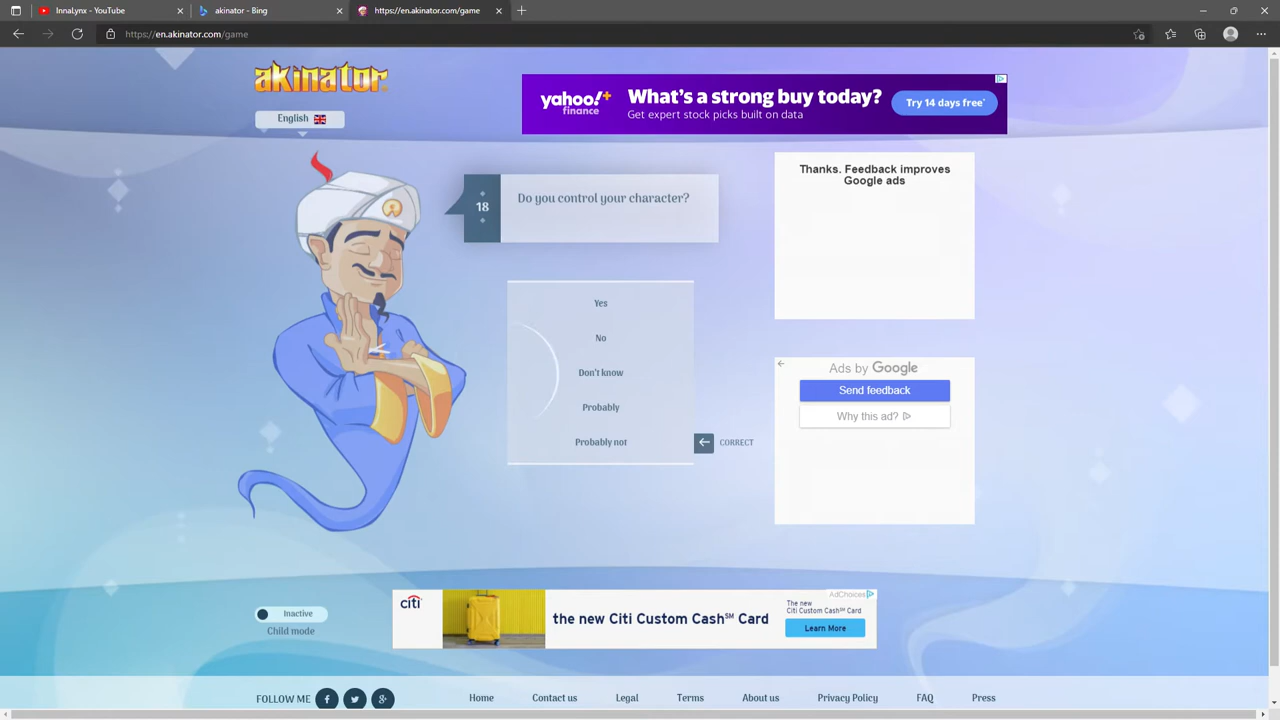 InnaLynx - YouTube
akinator - Bing
https://en.akinator.com/game
https://en.akinator.com/game
akinator
English
yahoo!+
finance
What's a strong buy today?
Get expert stock picks built on data
Try 14 days free*
18
Do you control your character?
Yes
No
Don't know
Probably
Probably not
CORRECT
Thanks. Feedback improves
Google ads
Ads by Google
Send feedback
Why this ad?
Inactive
Child mode
citi
the new Citi Custom Cash℠ Card
AdChoices
The new
Citi Custom Cash℠ Card
Learn More
FOLLOW ME
Home
Contact us
Legal
Terms
About us
Privacy Policy
FAQ
Press